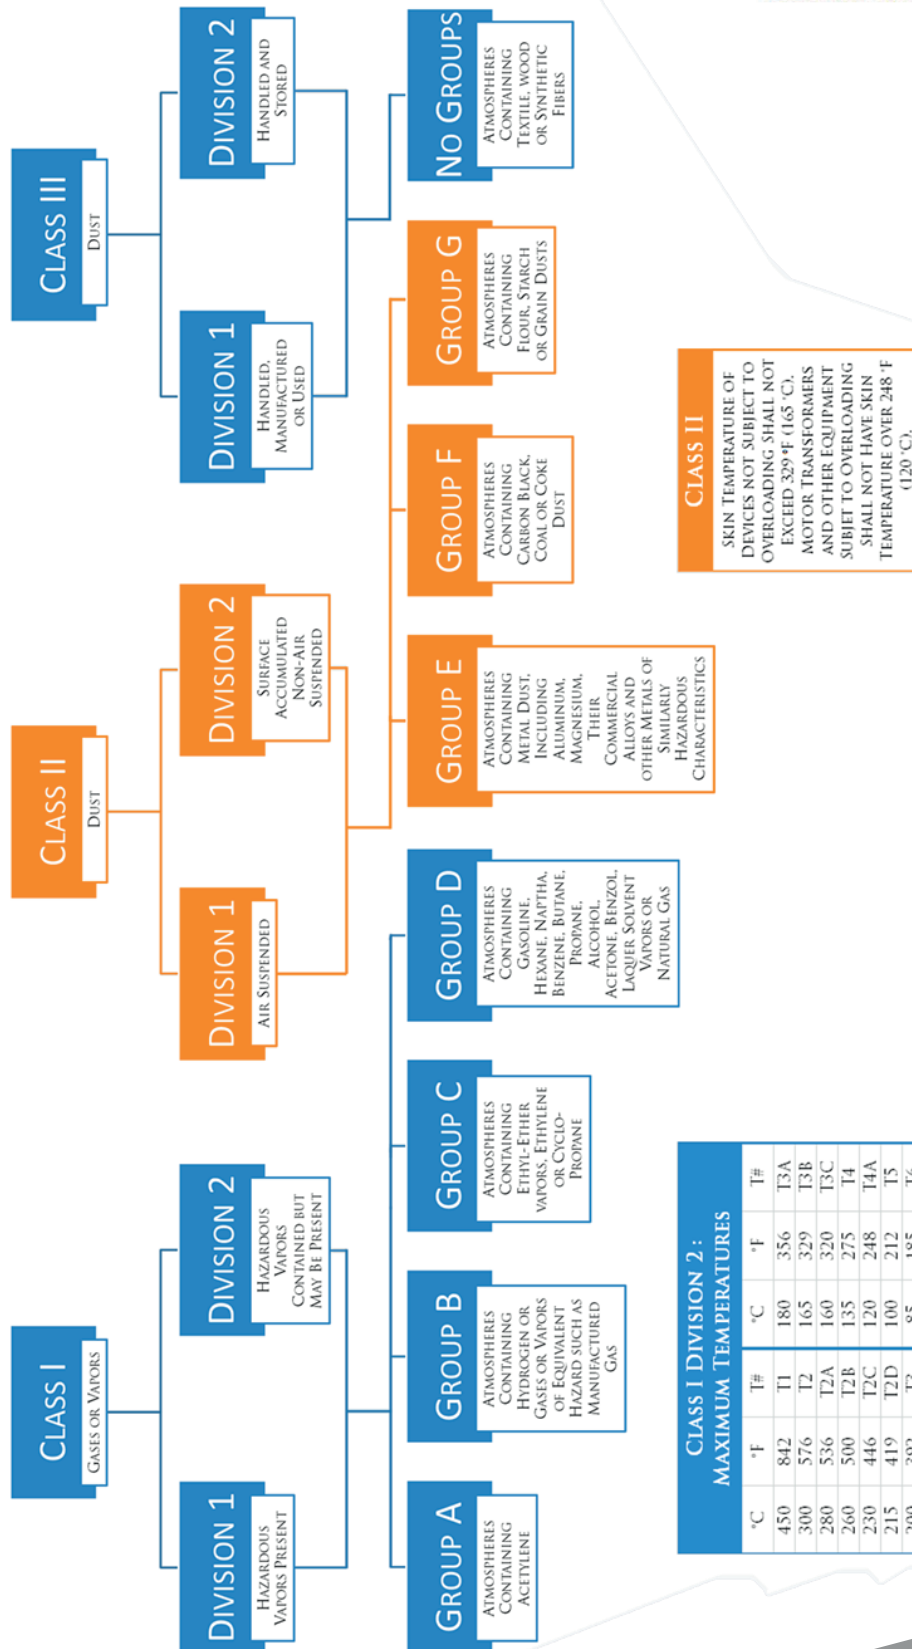 CLASS I
GASES OR VAPORS
DIVISION 1
HAZARDOUS
VAPORS PRESENT
DIVISION 2
HAZARDOUS
VAPORS
CONTAINED BUT
MAY BE PRESENT
GROUP A
ATMOSPHERES
CONTAINING
ACETYLENE
GROUP B
ATMOSPHERES
CONTAINING
HYDROGEN OR
GASES OR VAPORS
OF EQUIVALENT
HAZARD SUCH AS
MANUFACTURED
GAS
GROUP C
ATMOSPHERES
CONTAINING
ETHYL-ETHER
VAPORS, ETHYLENE
OR CYCLO-
PROPANE
GROUP D
ATMOSPHERES
CONTAINING
GASOLINE,
HEXANE, NAPTHA,
BENZENE, BUTANE,
PROPANE,
ALCOHOL,
ACETONE, BENZOL,
LAQUER SOLVENT
VAPORS OR
NATURAL GAS
CLASS II
DUST
DIVISION 1
AIR SUSPENDED
DIVISION 2
SURFACE
ACCUMULATED
NON-AIR
SUSPENDED
GROUP E
ATMOSPHERES
CONTAINING
METAL DUST,
INCLUDING
ALUMINUM,
MAGNESIUM,
THEIR
COMMERCIAL
ALLOYS AND
OTHER METALS OF
SIMILARLY
HAZARDOUS
CHARACTERISTICS
GROUP F
ATMOSPHERES
CONTAINING
CARBON BLACK,
COAL OR COKE
DUST
GROUP G
ATMOSPHERES
CONTAINING
FLOUR, STARCH
OR GRAIN DUSTS
CLASS III
DUST
DIVISION 1
HANDLED,
MANUFACTURED
OR USED
DIVISION 2
HANDLED AND
STORED
NO GROUPS
ATMOSPHERES
CONTAINING
TEXTILE, WOOD
OR SYNTHETIC
FIBERS
CLASS I DIVISION 2 :
MAXIMUM TEMPERATURES
°C °F T# °C °F T#
450 842 T1 180 356 T3A
300 576 T2 165 329 T3B
280 536 T2A 160 320 T3C
260 500 T2B 135 275 T4
230 446 T2C 120 248 T4A
215 419 T2D 100 212 T5
200 392 T3 85 185 T6
CLASS II
SKIN TEMPERATURE OF
DEVICES NOT SUBJECT TO
OVERLOADING SHALL NOT
EXCEED 329 °F (165 °C).
MOTOR TRANSFORMERS
AND OTHER EQUIPMENT
SUBJET TO OVERLOADING
SHALL NOT HAVE SKIN
TEMPERATURE OVER 248 °F
(120 °C).